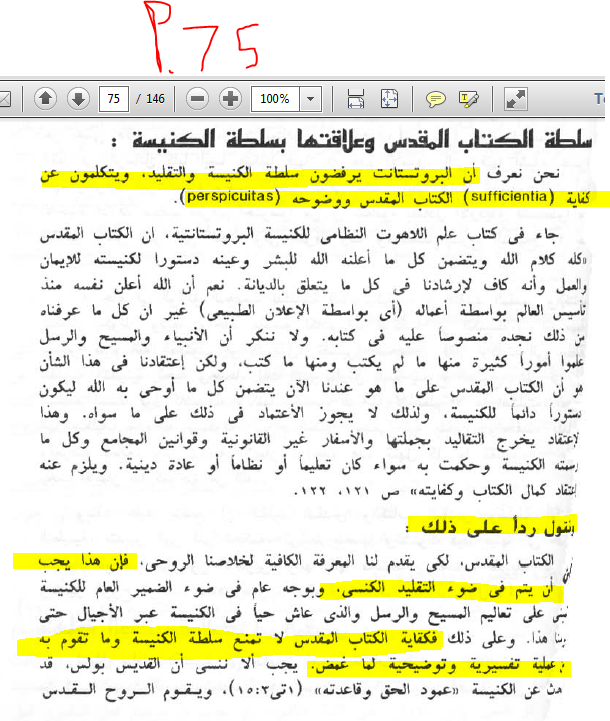 P.75
75 / 146
100%
سلطة الكتاب المقدس وعلاقتها بسلطة الكنيسة :
نحن نعرف أن البروتستانت يرفضون سلطة الكنيسة والتقليد، ويتكلمون عن
كفاية (sufficientia) الكتاب المقدس ووضوحه (perspicuitas).
جاء فى كتاب علم اللاهوت النظامى للكنيسة البروتستانتية، ان الكتاب المقدس
«كله كلام الله ويتضمن كل ما أعلنه الله للبشر وعينه دستورا لكنيسته للإيمان
والعمل وأنه كاف لإرشادنا فى كل ما يتعلق بالديانة. نعم أن الله أعلن نفسه منذ
تأسيس العالم بواسطة أعماله (أى بواسطة الإعلان الطبيعى) غير ان كل ما عرفناه
من ذلك نجده منصوصاً عليه فى كتابه. ولا ننكر أن الأنبياء والمسيح والرسل
علموا أموراً كثيرة منها ما لم يكتب ومنها ما كتب، ولكن إعتقادنا فى هذا الشأن
هو أن الكتاب المقدس على ما هو عندنا الآن يتضمن كل ما أوحى به الله ليكون
دستوراً دائماً للكنيسة، ولذلك لا يجوز الأعتماد فى ذلك على ما سواه. وهذا
لإعتقاد يخرج التقاليد بجملتها والأسفار غير القانونية وقوانين المجامع وكل ما
رسمته الكنيسة وحكمت به سواء كان تعليماً أو نظاماً أو عادة دينية. ويلزم عنه
إعتقاد كمال الكتاب وكفايته» ص ١٢١، ١٢٢.
ونقول رداً على ذلك :
الكتاب المقدس، لكى يقدم لنا المعرفة الكافية لخلاصنا الروحى، فإن هذا يجب
أن يتم فى ضوء التقليد الكنسى، وبوجه عام فى ضوء الضمير العام للكنيسة
على تعاليم المسيح والرسل والذى عاش حياً فى الكنيسة عبر الأجيال حتى
هذا. وعلى ذلك فكفاية الكتاب المقدس لا تمنع سلطة الكنيسة وما تقوم به
عملية تفسيرية وتوضيحية لما غمض. يجب ألا ننسى أن القديس بولس، قد
عن الكنيسة «عمود الحق وقاعدته» (١تى٣:١٥)، ويقوم الروح القدس